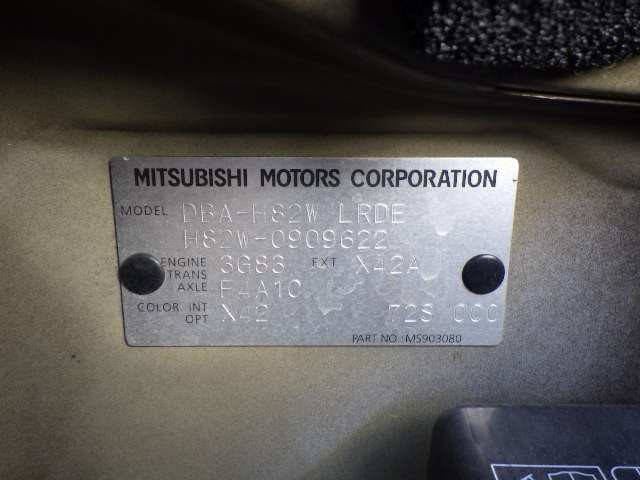 MITSUBISHI MOTORS CORPORATION
MODEL DBA-H82W LRDE
H82W-0909622
ENGINE 3G83 EXT X42A
TRANS AXLE F4A1C
COLOR. INT X42
OPT 728 000
PART NO : MS903080